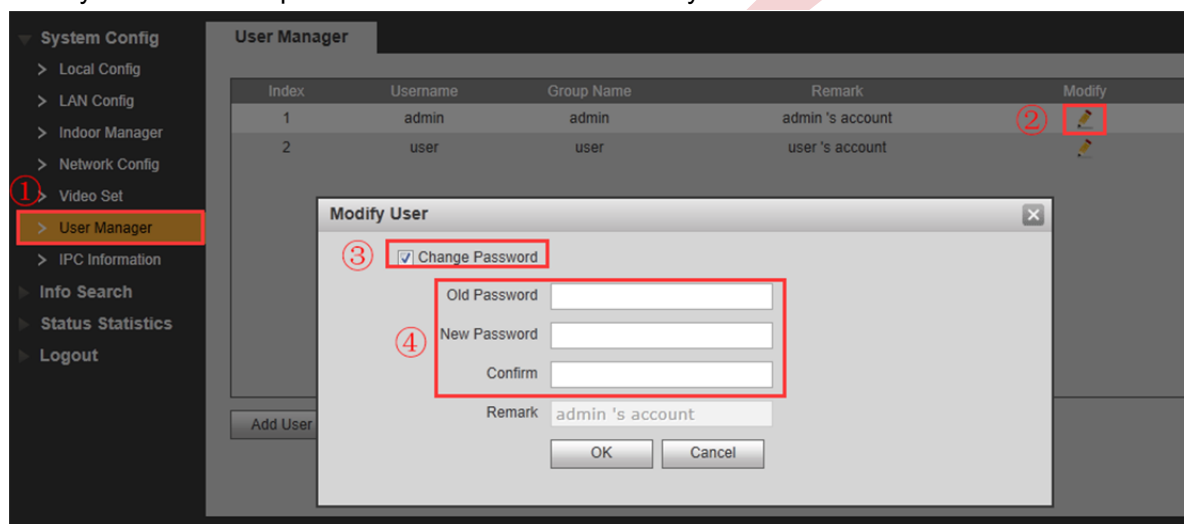 System Config
User Manager
> Local Config
> LAN Config
> Indoor Manager
> Network Config
① > Video Set
> User Manager
> IPC Information
Info Search
Status Statistics
Logout
Index Username Group Name Remark Modify
1 admin admin admin 's account ②
2 user user user 's account
Modify User
③ Change Password
④
Old Password
New Password
Confirm
Remark admin 's account
OK Cancel
Add User